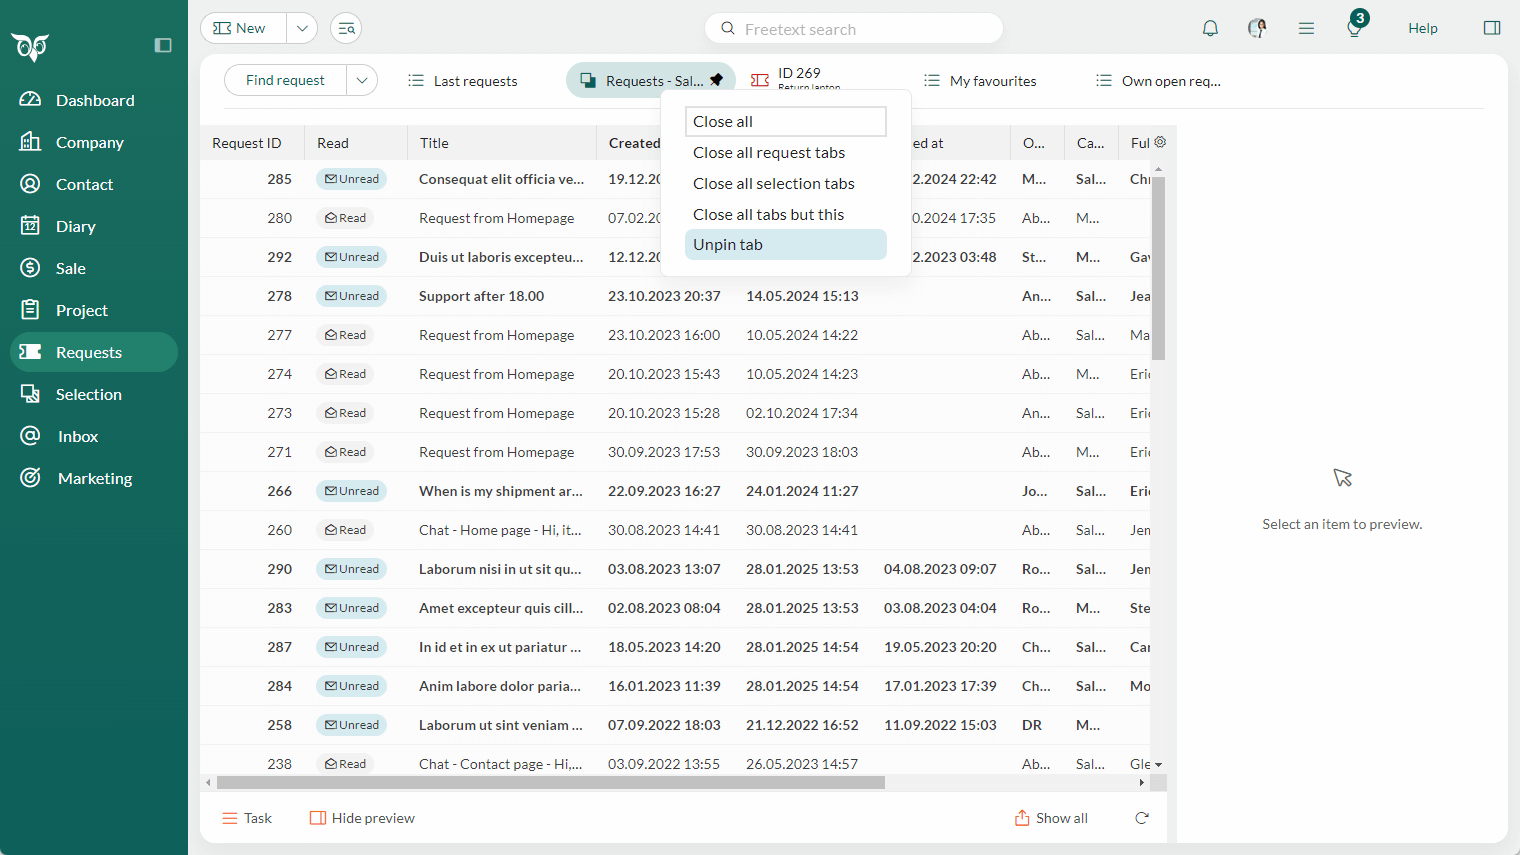 New
Freetext search
3
Help
Find request
Last requests
Requests - Sal...
ID 269
Return laptop
My favourites
Own open req...
Dashboard
Company
Contact
Diary
Sale
Project
Requests
Selection
Inbox
Marketing
12
Close all
Close all request tabs
Close all selection tabs
Close all tabs but this
Unpin tab
Request ID Read Title Created ed at O... Ca... Ful
285 Unread Consequat elit officia ve... 19.12.20 2.2024 22:42 M... Sal... Chr
280 Read Request from Homepage 07.02.20 0.2024 17:35 Ab... M...
292 Unread Duis ut laboris excepteu... 12.12.20 2.2023 03:48 St... M... Gav
278 Unread Support after 18.00 23.10.2023 20:37 14.05.2024 15:13 An... Sal... Jea
277 Read Request from Homepage 23.10.2023 16:00 10.05.2024 14:22 Ab... Sal... Ma
274 Read Request from Homepage 20.10.2023 15:43 10.05.2024 14:23 Ab... M... Eric
273 Read Request from Homepage 20.10.2023 15:28 02.10.2024 17:34 An... Sal... Eric
271 Read Request from Homepage 30.09.2023 17:53 30.09.2023 18:03 Ab... M... Eric
266 Unread When is my shipment ar... 22.09.2023 16:27 24.01.2024 11:27 Jo... Sal... Eric
260 Read Chat - Home page - Hi, it... 30.08.2023 14:41 30.08.2023 14:41 Ab... Sal... Jen
290 Unread Laborum nisi in ut sit qu... 03.08.2023 13:07 28.01.2025 13:53 04.08.2023 09:07 Ro... Sal... Jen
283 Unread Amet excepteur quis cill... 02.08.2023 08:04 28.01.2025 13:53 03.08.2023 04:04 Ro... M... Ste
287 Unread In id et in ex ut pariatur ... 18.05.2023 14:20 28.01.2025 14:54 19.05.2023 20:20 Ch... Sal... Car
284 Unread Anim labore dolor paria... 16.01.2023 11:39 28.01.2025 14:54 17.01.2023 17:39 Ch... Sal... Mo
258 Unread Laborum ut sint veniam ... 07.09.2022 18:03 21.12.2022 16:52 11.09.2022 15:03 DR M...
238 Read Chat - Contact page - Hi,... 03.09.2022 13:55 26.05.2023 14:57 Ab... Sal... Gle
Select an item to preview.
Task
Hide preview
Show all